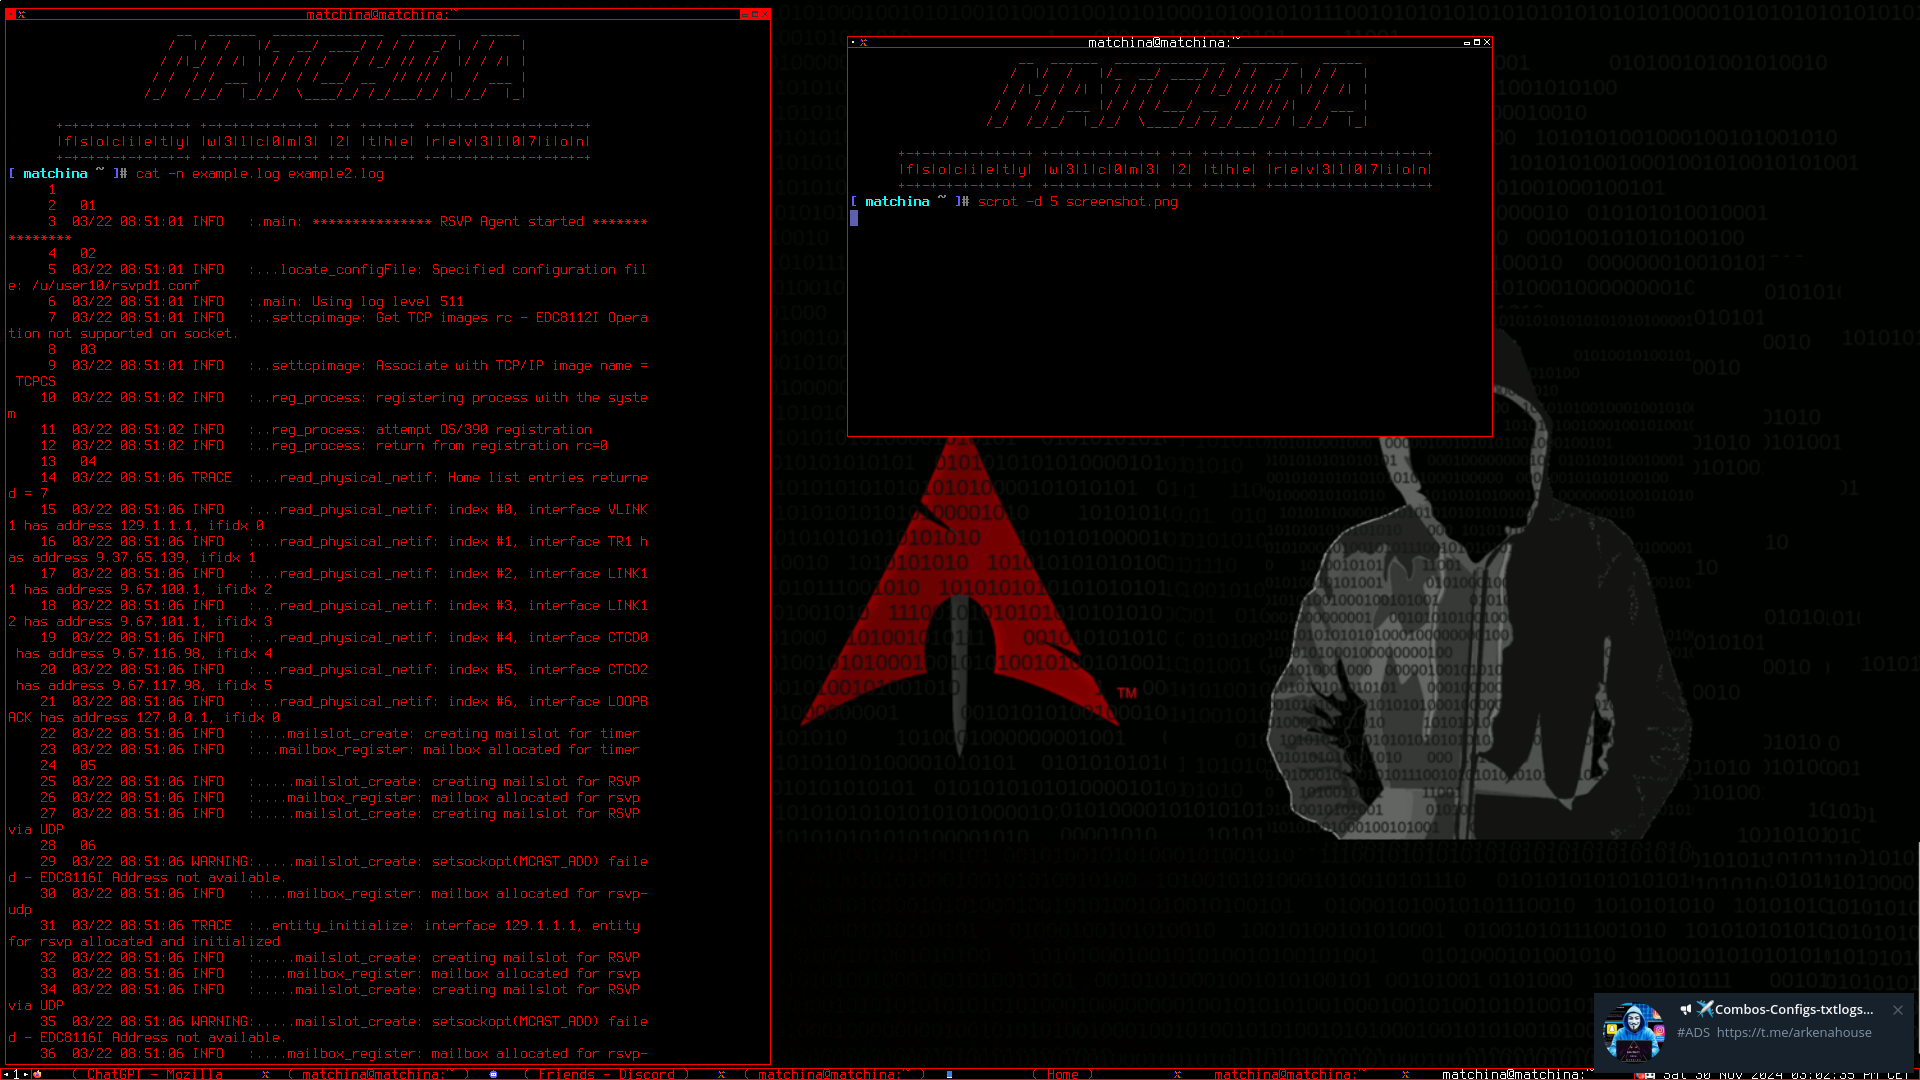 matchina@matchina:~
MATCHINA
|f|s|o|c|i|e|t|y| |w|3|l|c|0|m|3| |2| |t|h|e| |r|e|v|3|l|0|7|i|o|n|
[ matchina ~ ]# cat -n example.log example2.log
1
2   01
3  03/22 08:51:01 INFO   :.main: *************** RSVP Agent started *******
********
4   02
5  03/22 08:51:01 INFO   :...locate_configFile: Specified configuration fil
e: /u/user10/rsvpd1.conf
6  03/22 08:51:01 INFO   :.main: Using log level 511
7  03/22 08:51:01 INFO   :..settcpimage: Get TCP images rc - EDC8112I Opera
tion not supported on socket.
8   03
9  03/22 08:51:01 INFO   :..settcpimage: Associate with TCP/IP image name =
TCPCS
10  03/22 08:51:02 INFO   :..reg_process: registering process with the syste
m
11  03/22 08:51:02 INFO   :..reg_process: attempt OS/390 registration
12  03/22 08:51:02 INFO   :..reg_process: return from registration rc=0
13   04
14  03/22 08:51:06 TRACE  :...read_physical_netif: Home list entries returne
d = 7
15  03/22 08:51:06 INFO   :...read_physical_netif: index #0, interface VLINK
1 has address 129.1.1.1, ifidx 0
16  03/22 08:51:06 INFO   :...read_physical_netif: index #1, interface TR1 h
as address 9.37.65.139, ifidx 1
17  03/22 08:51:06 INFO   :...read_physical_netif: index #2, interface LINK1
1 has address 9.67.100.1, ifidx 2
18  03/22 08:51:06 INFO   :...read_physical_netif: index #3, interface LINK1
2 has address 9.67.101.1, ifidx 3
19  03/22 08:51:06 INFO   :...read_physical_netif: index #4, interface CTCD0
has address 9.67.116.98, ifidx 4
20  03/22 08:51:06 INFO   :...read_physical_netif: index #5, interface CTCD2
has address 9.67.117.98, ifidx 5
21  03/22 08:51:06 INFO   :...read_physical_netif: index #6, interface LOOPB
ACK has address 127.0.0.1, ifidx 0
22  03/22 08:51:06 INFO   :....mailslot_create: creating mailslot for timer
23  03/22 08:51:06 INFO   :...mailbox_register: mailbox allocated for timer
24   05
25  03/22 08:51:06 INFO   :.....mailslot_create: creating mailslot for RSVP
26  03/22 08:51:06 INFO   :....mailbox_register: mailbox allocated for rsvp
27  03/22 08:51:06 INFO   :.....mailslot_create: creating mailslot for RSVP
via UDP
28   06
29  03/22 08:51:06 WARNING:.....mailslot_create: setsockopt(MCAST_ADD) faile
d - EDC8116I Address not available.
30  03/22 08:51:06 INFO   :....mailbox_register: mailbox allocated for rsvp-
udp
31  03/22 08:51:06 TRACE  :..entity_initialize: interface 129.1.1.1, entity
for rsvp allocated and initialized
32  03/22 08:51:06 INFO   :.....mailslot_create: creating mailslot for RSVP
33  03/22 08:51:06 INFO   :....mailbox_register: mailbox allocated for rsvp
34  03/22 08:51:06 INFO   :.....mailslot_create: creating mailslot for RSVP
via UDP
35  03/22 08:51:06 WARNING:.....mailslot_create: setsockopt(MCAST_ADD) faile
d - EDC8116I Address not available.
36  03/22 08:51:06 INFO   :....mailbox_register: mailbox allocated for rsvp-
matchina@matchina:~
MATCHINA
|f|s|o|c|i|e|t|y| |w|3|l|c|0|m|3| |2| |t|h|e| |r|e|v|3|l|0|7|i|o|n|
[ matchina ~ ]# scrot -d 5 screenshot.png
TM
Combos-Configs-txtlogs...
#ADS https://t.me/arkenahouse
1 ( ChatGPT - Mozilla ( matchina@matchina:~ ) ( Friends - Discord ) ( matchina@matchina:~ ) ( Home ) matchina@matchina:~ matchina@matchina:~ Sat 30 Nov 2024 03:02:35 PM CET